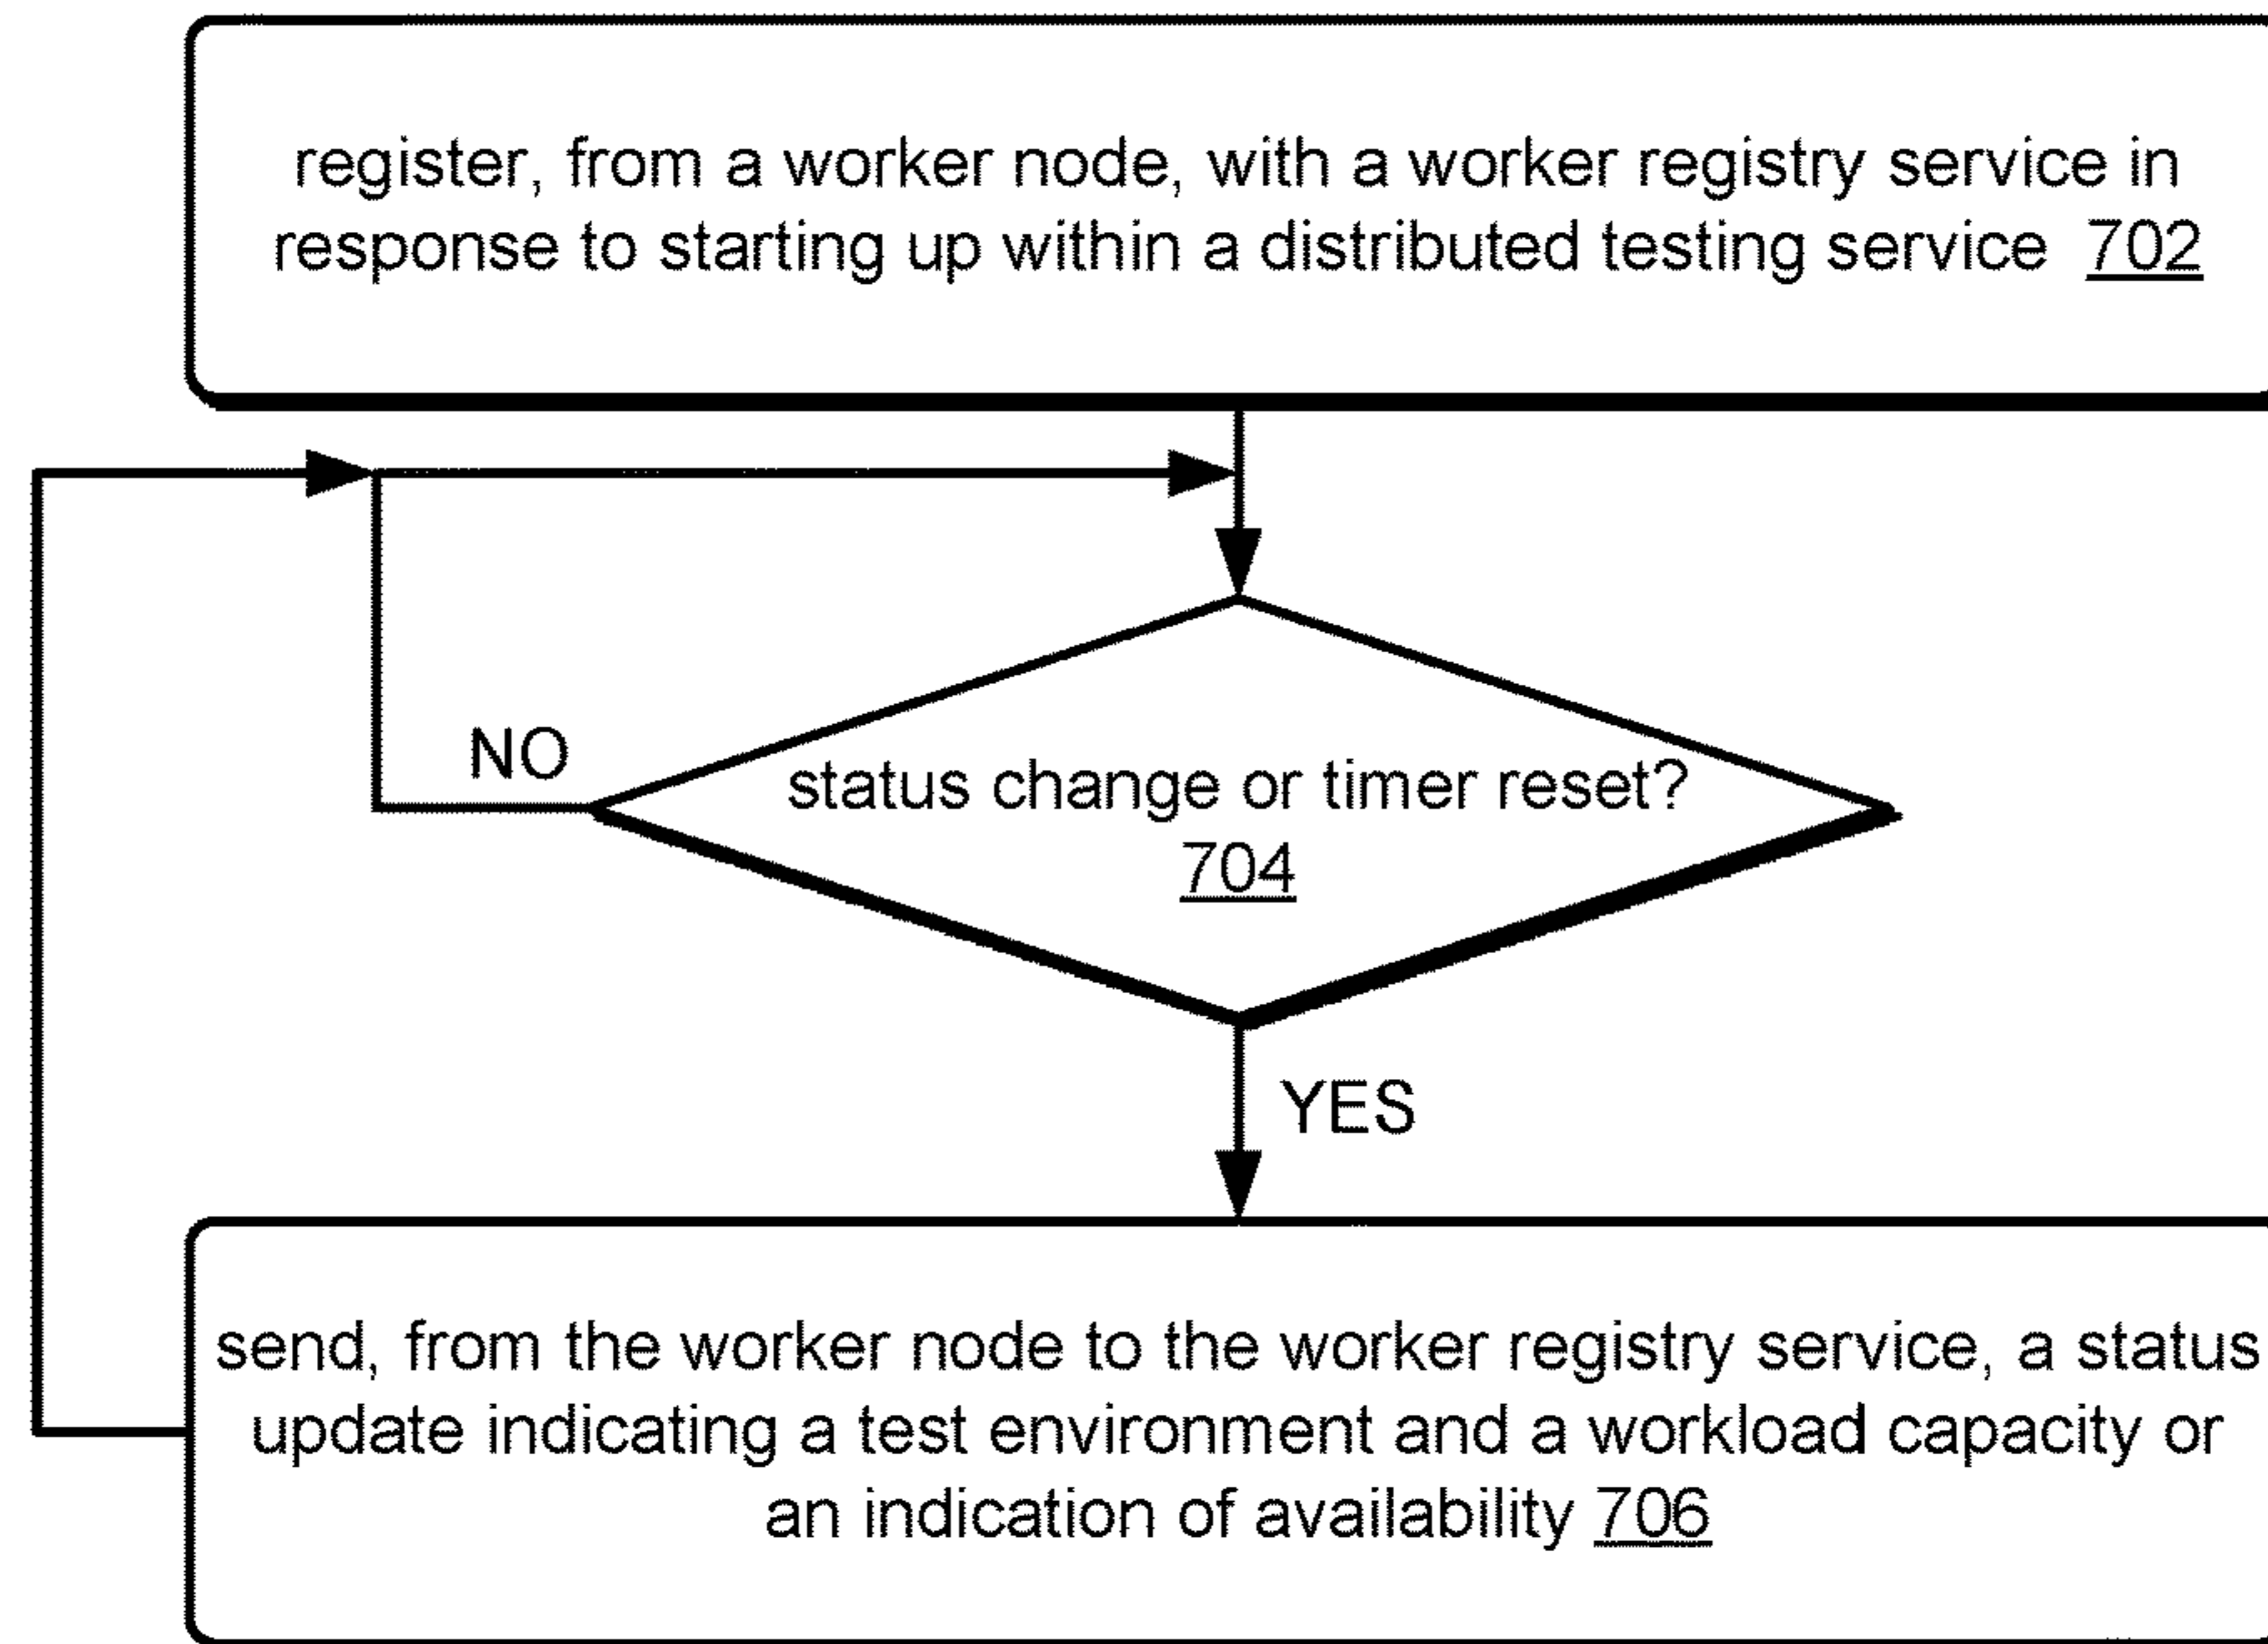 register, from a worker node, with a worker registry service in
response to starting up within a distributed testing service 702
NO
status change or timer reset?
704
YES
send, from the worker node to the worker registry service, a status
update indicating a test environment and a workload capacity or
an indication of availability 706